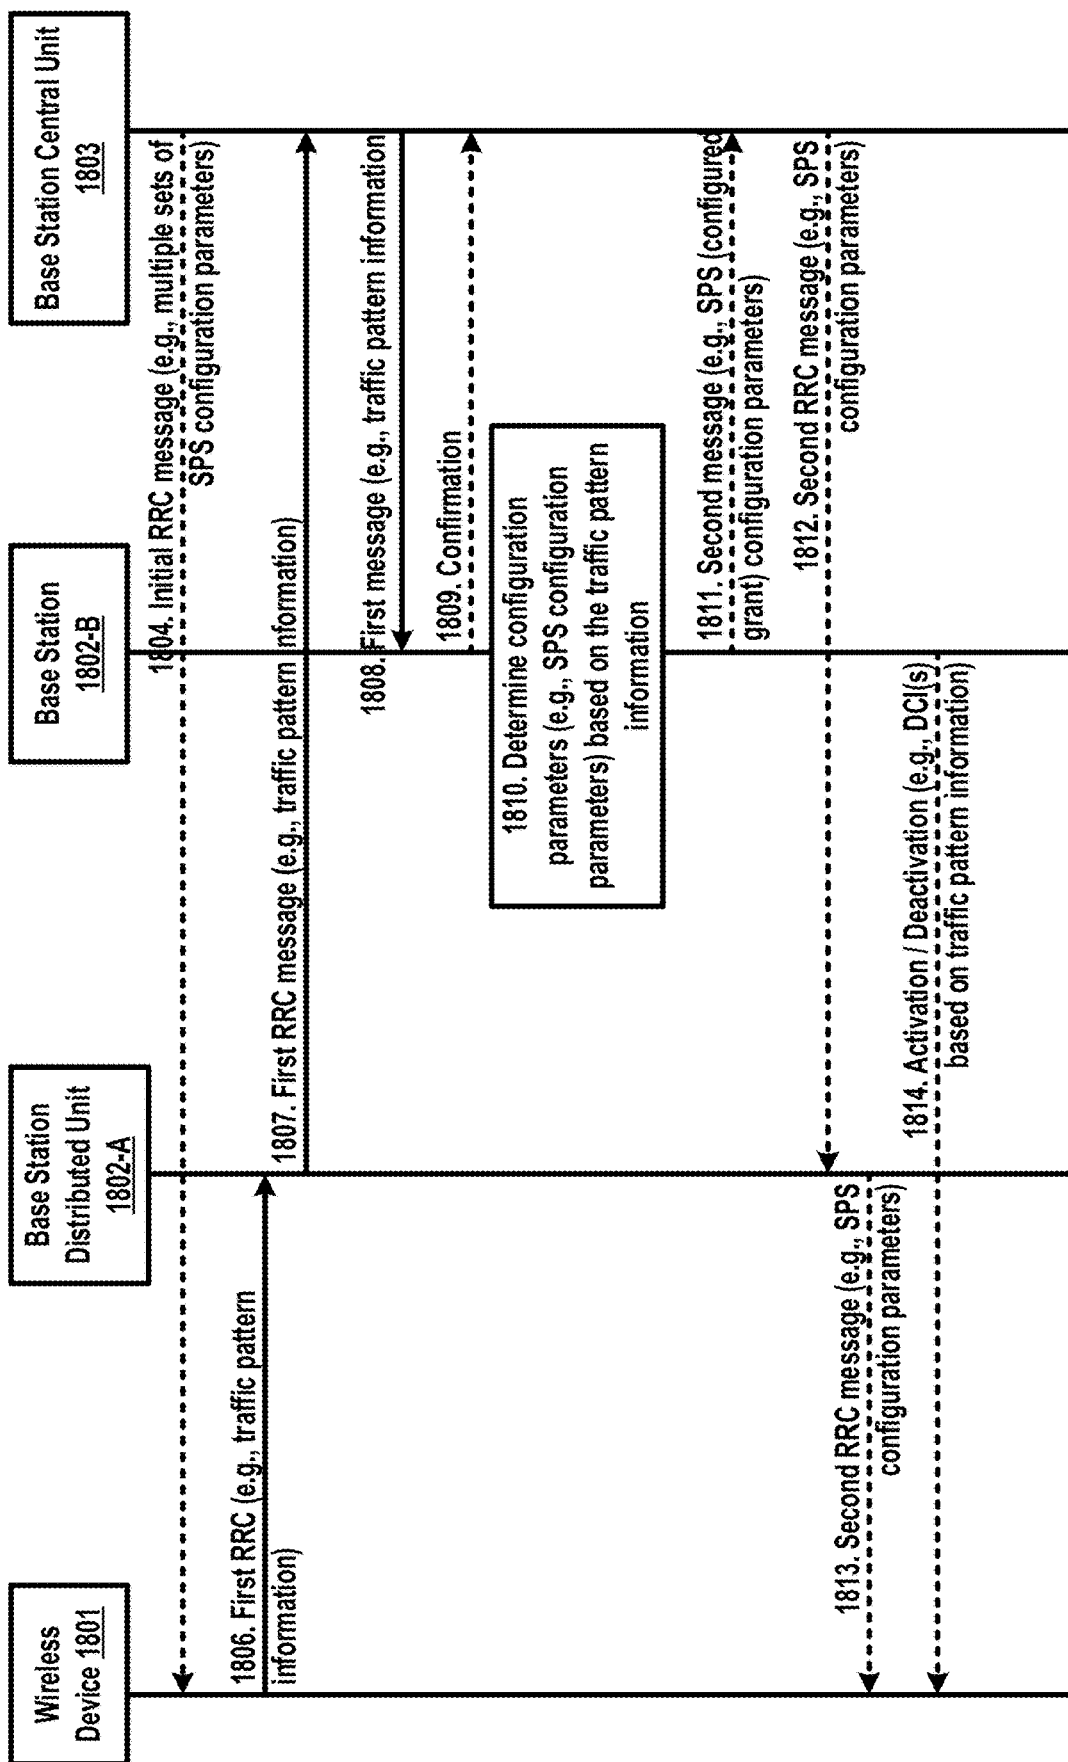 Wireless
Device 1801
Base Station
Distributed Unit
1802-A
Base Station
1802-B
Base Station Central Unit
1803
1804. Initial RRC message (e.g., multiple sets of
SPS configuration parameters)
1806. First RRC (e.g., traffic pattern
information)
1807. First RRC message (e.g., traffic pattern information)
1808. First message (e.g., traffic pattern information
1809. Confirmation
1810. Determine configuration
parameters (e.g., SPS configuration
parameters) based on the traffic pattern
information
1811. Second message (e.g., SPS (configured
grant) configuration parameters)
1812. Second RRC message (e.g., SPS
configuration parameters)
1813. Second RRC message (e.g., SPS
configuration parameters)
1814. Activation / Deactivation (e.g., DCI(s)
based on traffic pattern information)